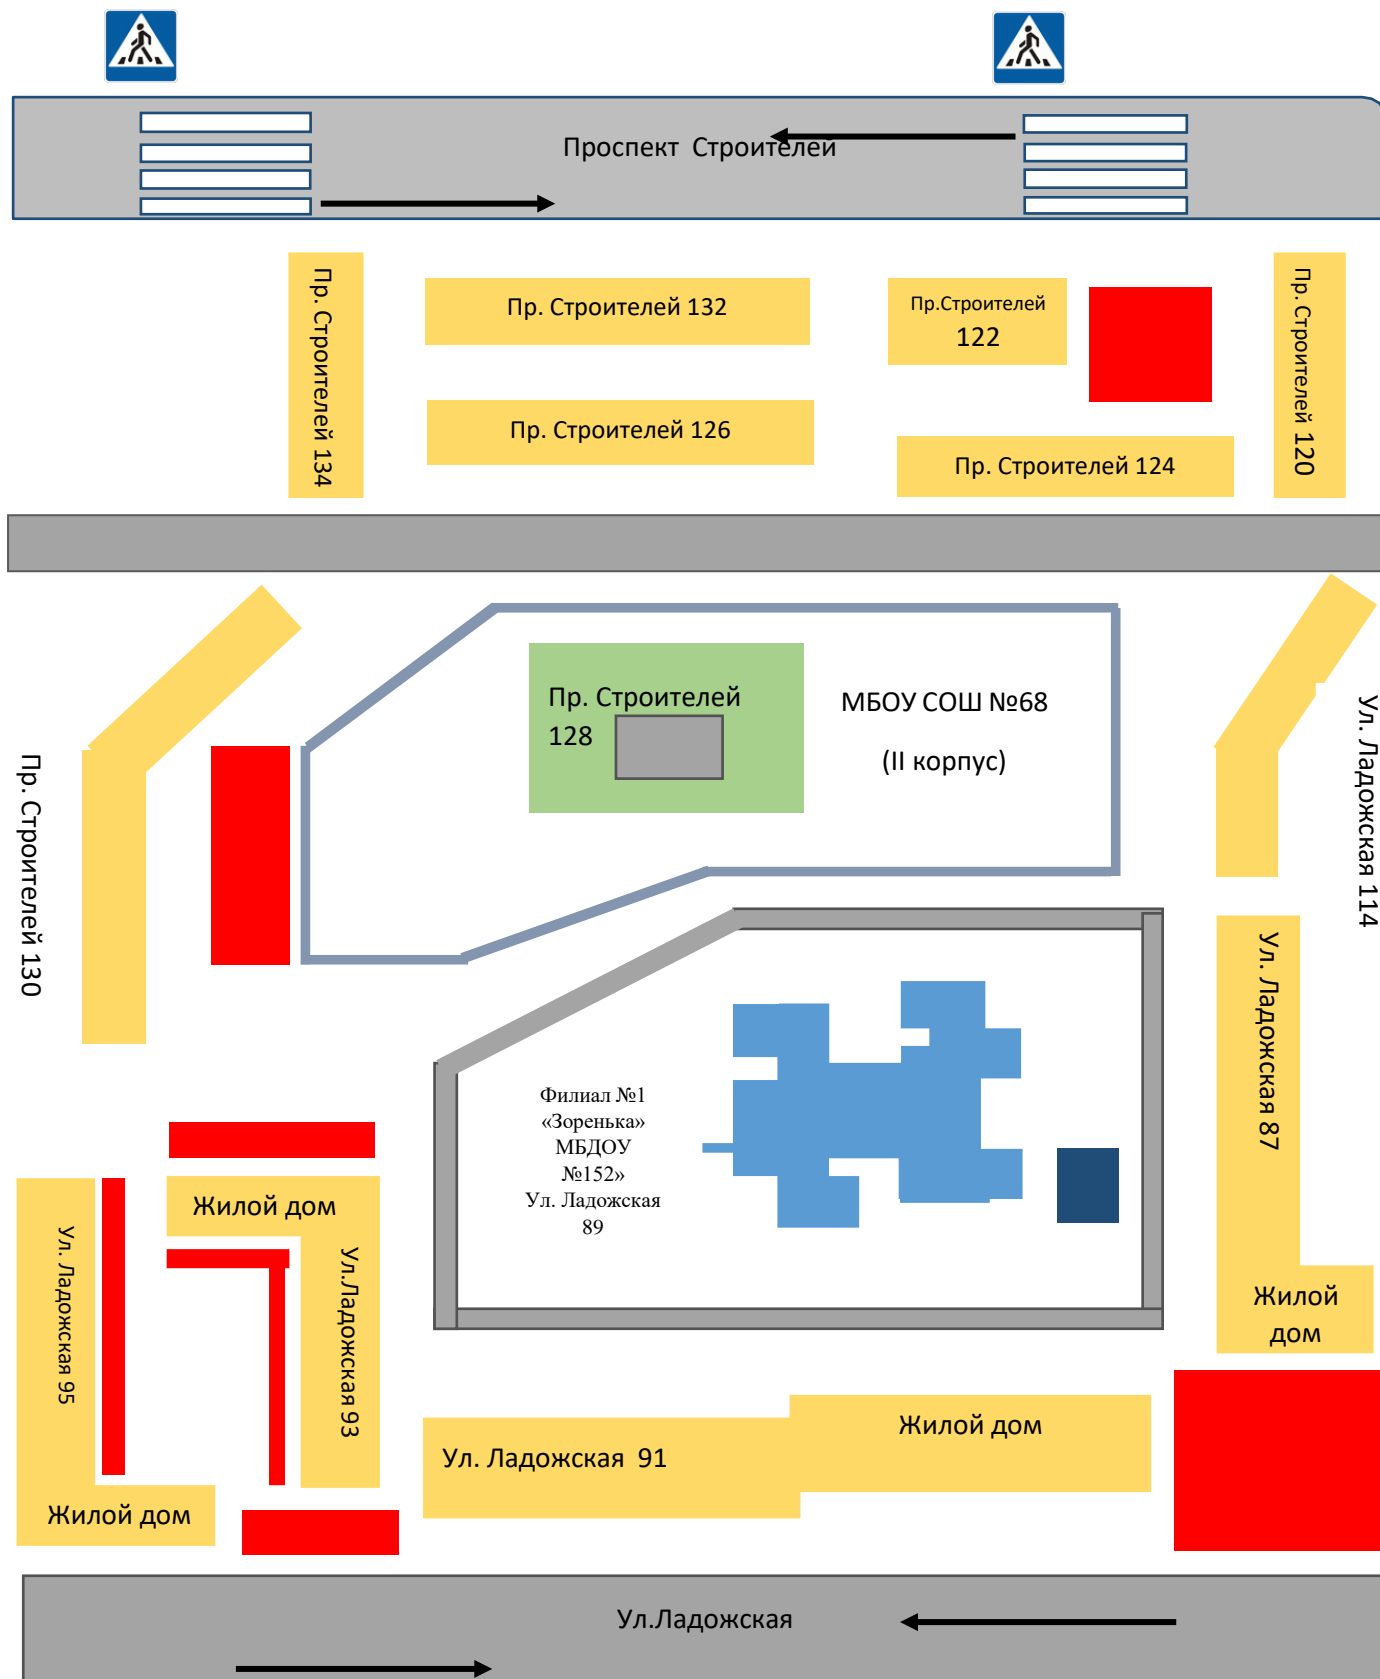 Проспект Строителей
Пр. Строителей 134
Пр. Строителей 132
Пр.Строителей
122
Пр. Строителей 120
Пр. Строителей 126
Пр. Строителей 124
Пр. Строителей
128
МБОУ СОШ №68
(II корпус)
Ул. Ладожская 114
Пр. Строителей 130
Ул. Ладожская 87
Филиал №1
«Зоренька»
МБДОУ
№152»
Ул. Ладожская
89
Жилой дом
Ул. Ладожская 95
Ул.Ладожская 93
Жилой
дом
Жилой дом
Ул. Ладожская 91
Жилой дом
Ул.Ладожская